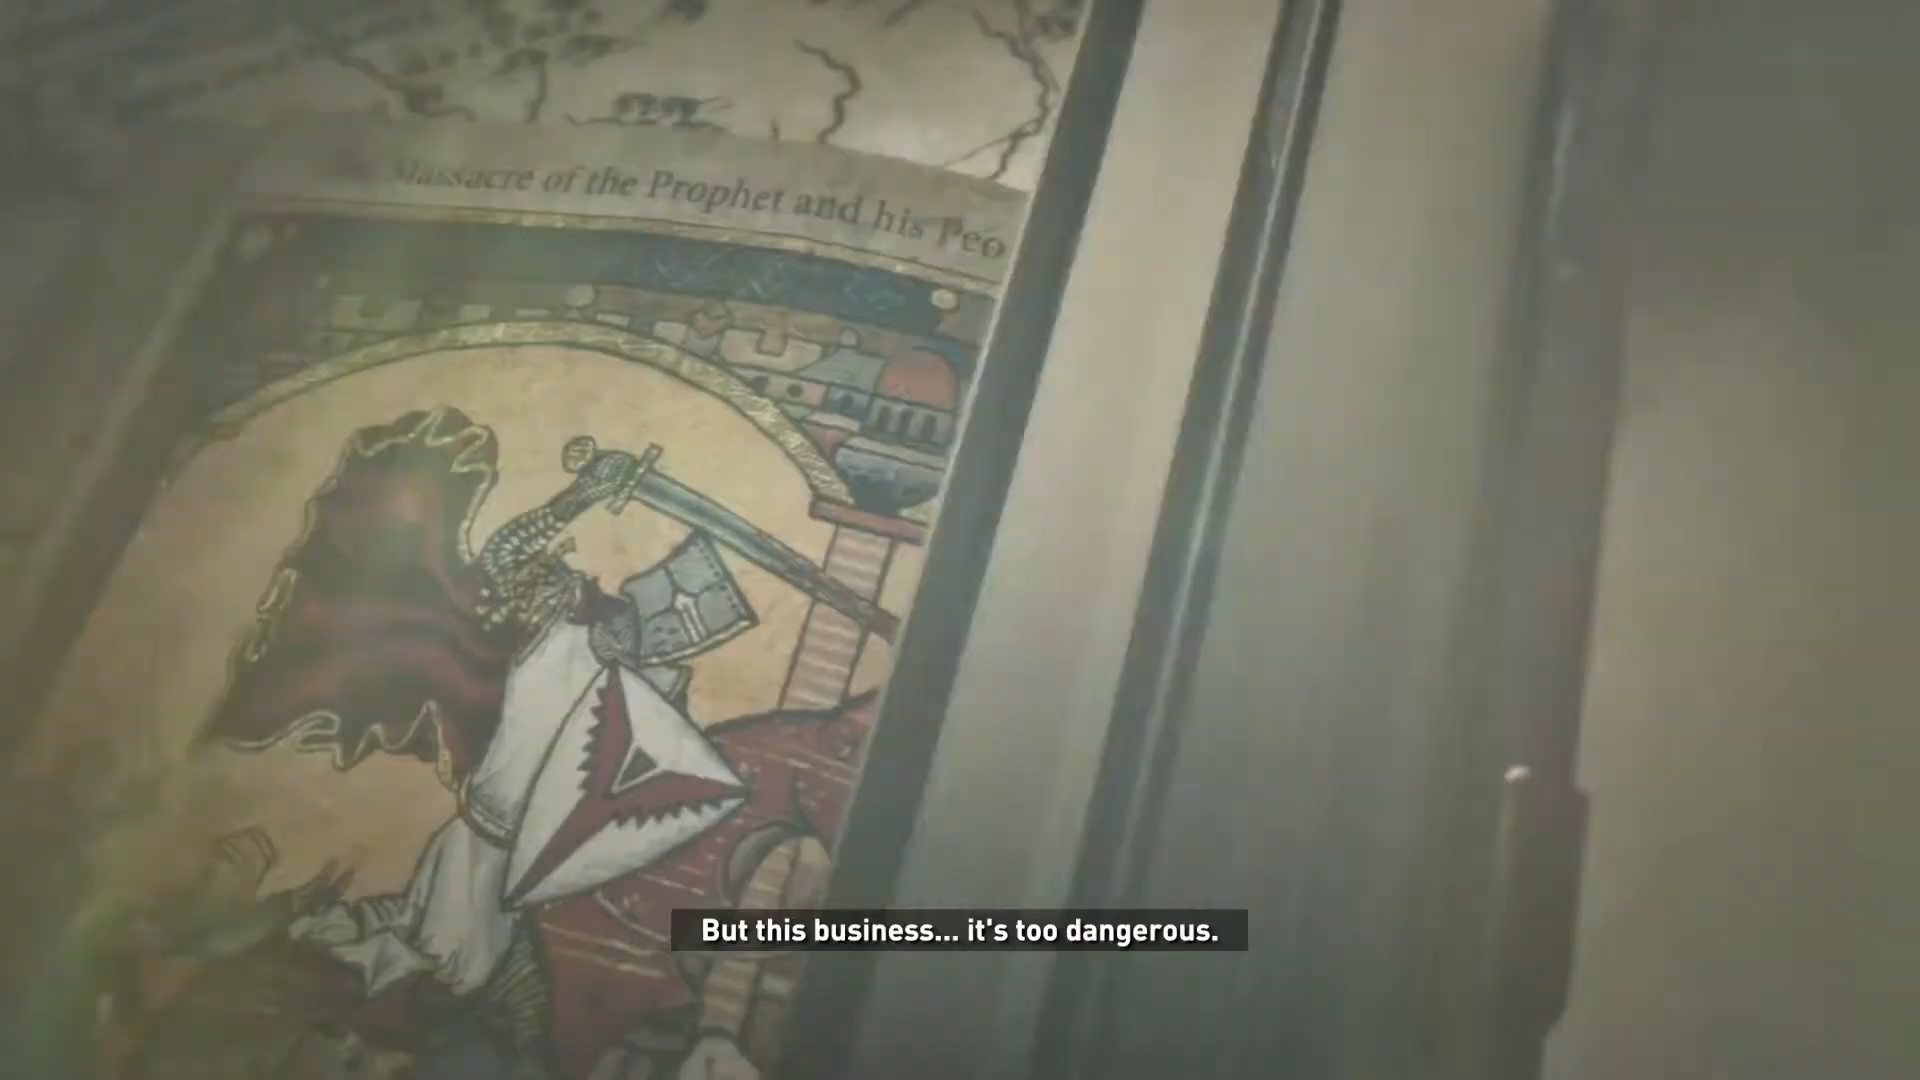 Massacre of the Prophet and his Peo
But this business... it's too dangerous.